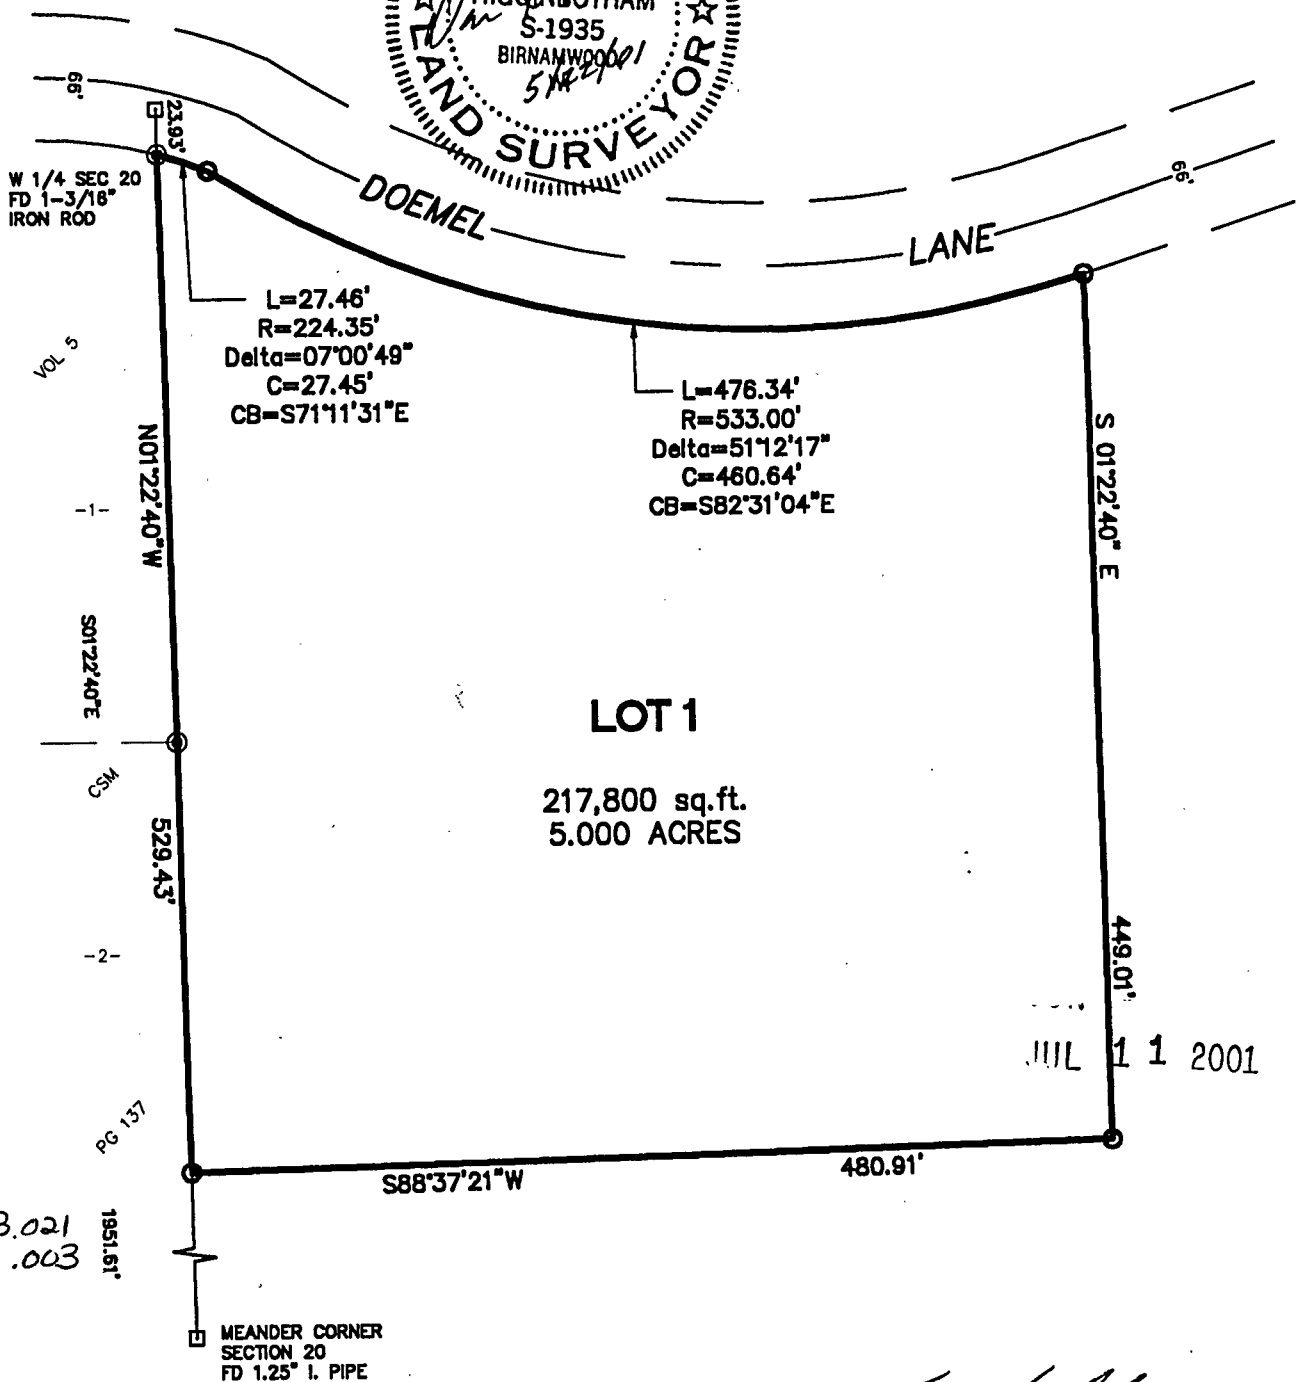 HIGGINBOTHAM
S-1935
BIRNAMWOOD
LAND SURVEYOR
66'
23.93'
W 1/4 SEC 20
FD 1-3/16"
IRON ROD
DOEMEL LANE
66'
L=27.46'
R=224.35'
Delta=07°00'49"
C=27.45'
CB=S71°11'31"E
L=476.34'
R=533.00'
Delta=51°12'17"
C=460.64'
CB=S82°31'04"E
VOL 5
N01°22'40"W
S 01°22'40" E
-1-
S01°22'40"E
LOT 1
217,800 sq.ft.
5.000 ACRES
CSM
529.43'
-2-
449.01'
JUL 11 2001
PG 137
S88°37'21"W
480.91'
3.021
.003
1951.61'
MEANDER CORNER
SECTION 20
FD 1.25" I. PIPE